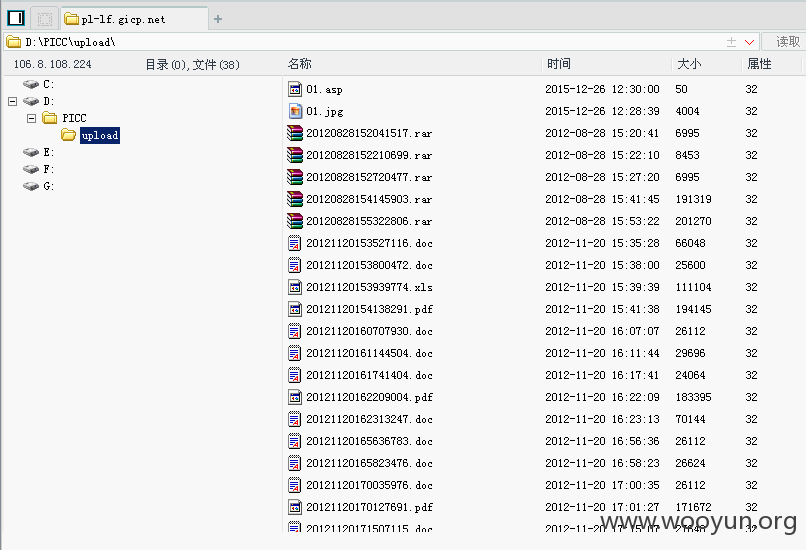 pl-lf.gicp.net
D:\PICC\upload\
读取
106.8.108.224 目录(0),文件(38) 名称 时间 大小 属性
C:
D:
PICC
upload
E:
F:
G:
01.asp 2015-12-26 12:30:00 50 32
01.jpg 2015-12-26 12:28:39 4004 32
20120828152041517.rar 2012-08-28 15:20:41 6995 32
20120828152210699.rar 2012-08-28 15:22:10 8453 32
20120828152720477.rar 2012-08-28 15:27:20 6995 32
20120828154145903.rar 2012-08-28 15:41:45 191319 32
20120828155322806.rar 2012-08-28 15:53:22 201270 32
20121120153527116.doc 2012-11-20 15:35:28 66048 32
20121120153800472.doc 2012-11-20 15:38:00 25600 32
20121120153939774.xls 2012-11-20 15:39:39 111104 32
20121120154138291.pdf 2012-11-20 15:41:38 194145 32
20121120160707930.doc 2012-11-20 16:07:07 26112 32
20121120161144504.doc 2012-11-20 16:11:44 29696 32
20121120161741404.doc 2012-11-20 16:17:41 24064 32
20121120162209004.pdf 2012-11-20 16:22:09 183395 32
20121120162313247.doc 2012-11-20 16:23:13 70144 32
20121120165636783.doc 2012-11-20 16:56:36 26112 32
20121120165823476.doc 2012-11-20 16:58:23 26624 32
20121120170035976.doc 2012-11-20 17:00:35 26112 32
20121120170127691.pdf 2012-11-20 17:01:27 171672 32
20121120171507115.doc 2012-11-20 17:15:07 27648 32
www.wooyun.org